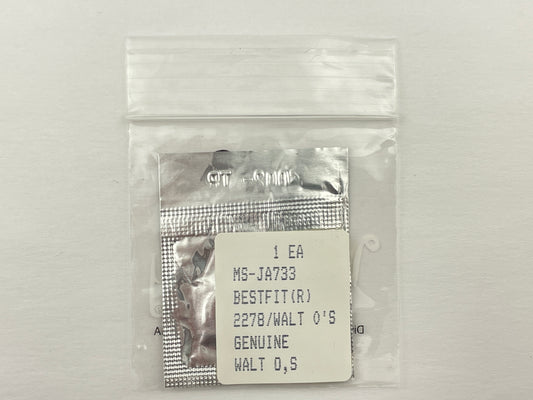 1 EA
MS-JA733
BESTFIT(R)
2278/WALT O'S
GENUINE
WALT O,S